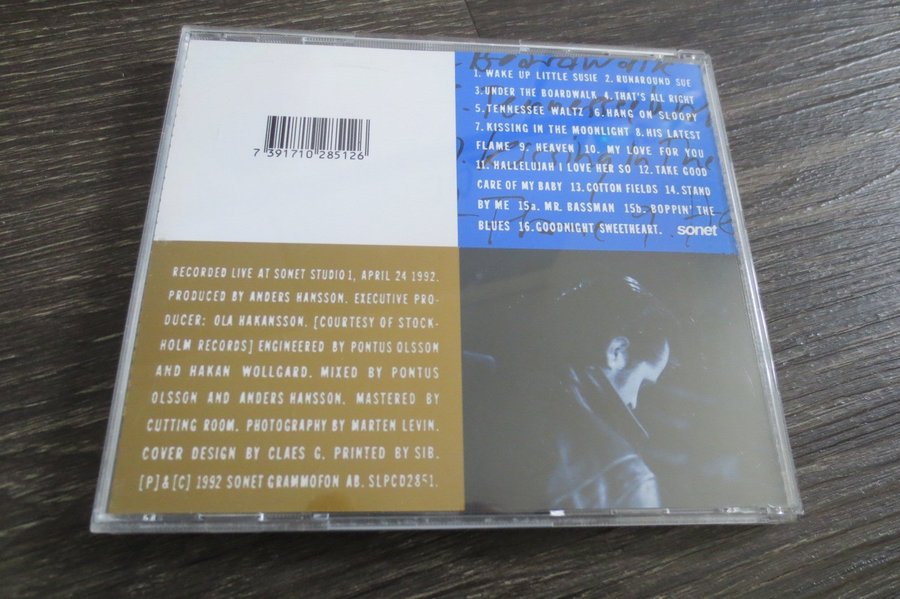 7 391710 285126
Boardwalk
1. WAKE UP LITTLE SUSIE 2. RUNAROUND SUE
3. UNDER THE BOARDWALK 4. THAT'S ALL RIGHT
5. TENNESSEE WALTZ 6. HANG ON SLOOPY
7. KISSING IN THE MOONLIGHT 8. HIS LATEST
FLAME 9. HEAVEN 10. MY LOVE FOR YOU
11. HALLELUJAH I LOVE HER SO 12. TAKE GOOD
CARE OF MY BABY 13. COTTON FIELDS 14. STAND
BY ME 15a. MR. BASSMAN 15b. BOPPIN' THE
BLUES 16. GOODNIGHT SWEETHEART. sonet
RECORDED LIVE AT SONET STUDIO 1, APRIL 24 1992.
PRODUCED BY ANDERS HANSSON. EXECUTIVE PRO-
DUCER: OLA HAKANSSON. [COURTESY OF STOCK-
HOLM RECORDS] ENGINEERED BY PONTUS OLSSON
AND HAKAN WOLLGARD. MIXED BY PONTUS
OLSSON AND ANDERS HANSSON. MASTERED BY
CUTTING ROOM. PHOTOGRAPHY BY MARTEN LEVIN.
COVER DESIGN BY CLAES G. PRINTED BY SIB.
[P]&[C] 1992 SONET GRAMMOFON AB. SLPCD2851.